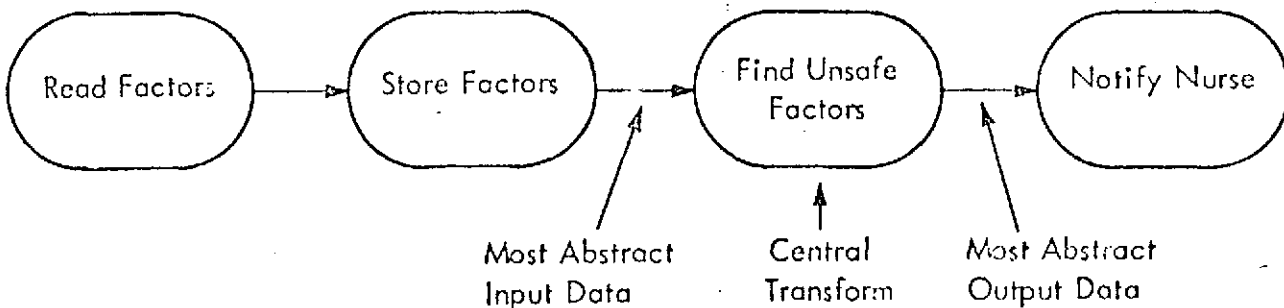 Read Factors
Store Factors
Find Unsafe
Factors
Notify Nurse
Most Abstract
Input Data
Central
Transform
Most Abstract
Output Data